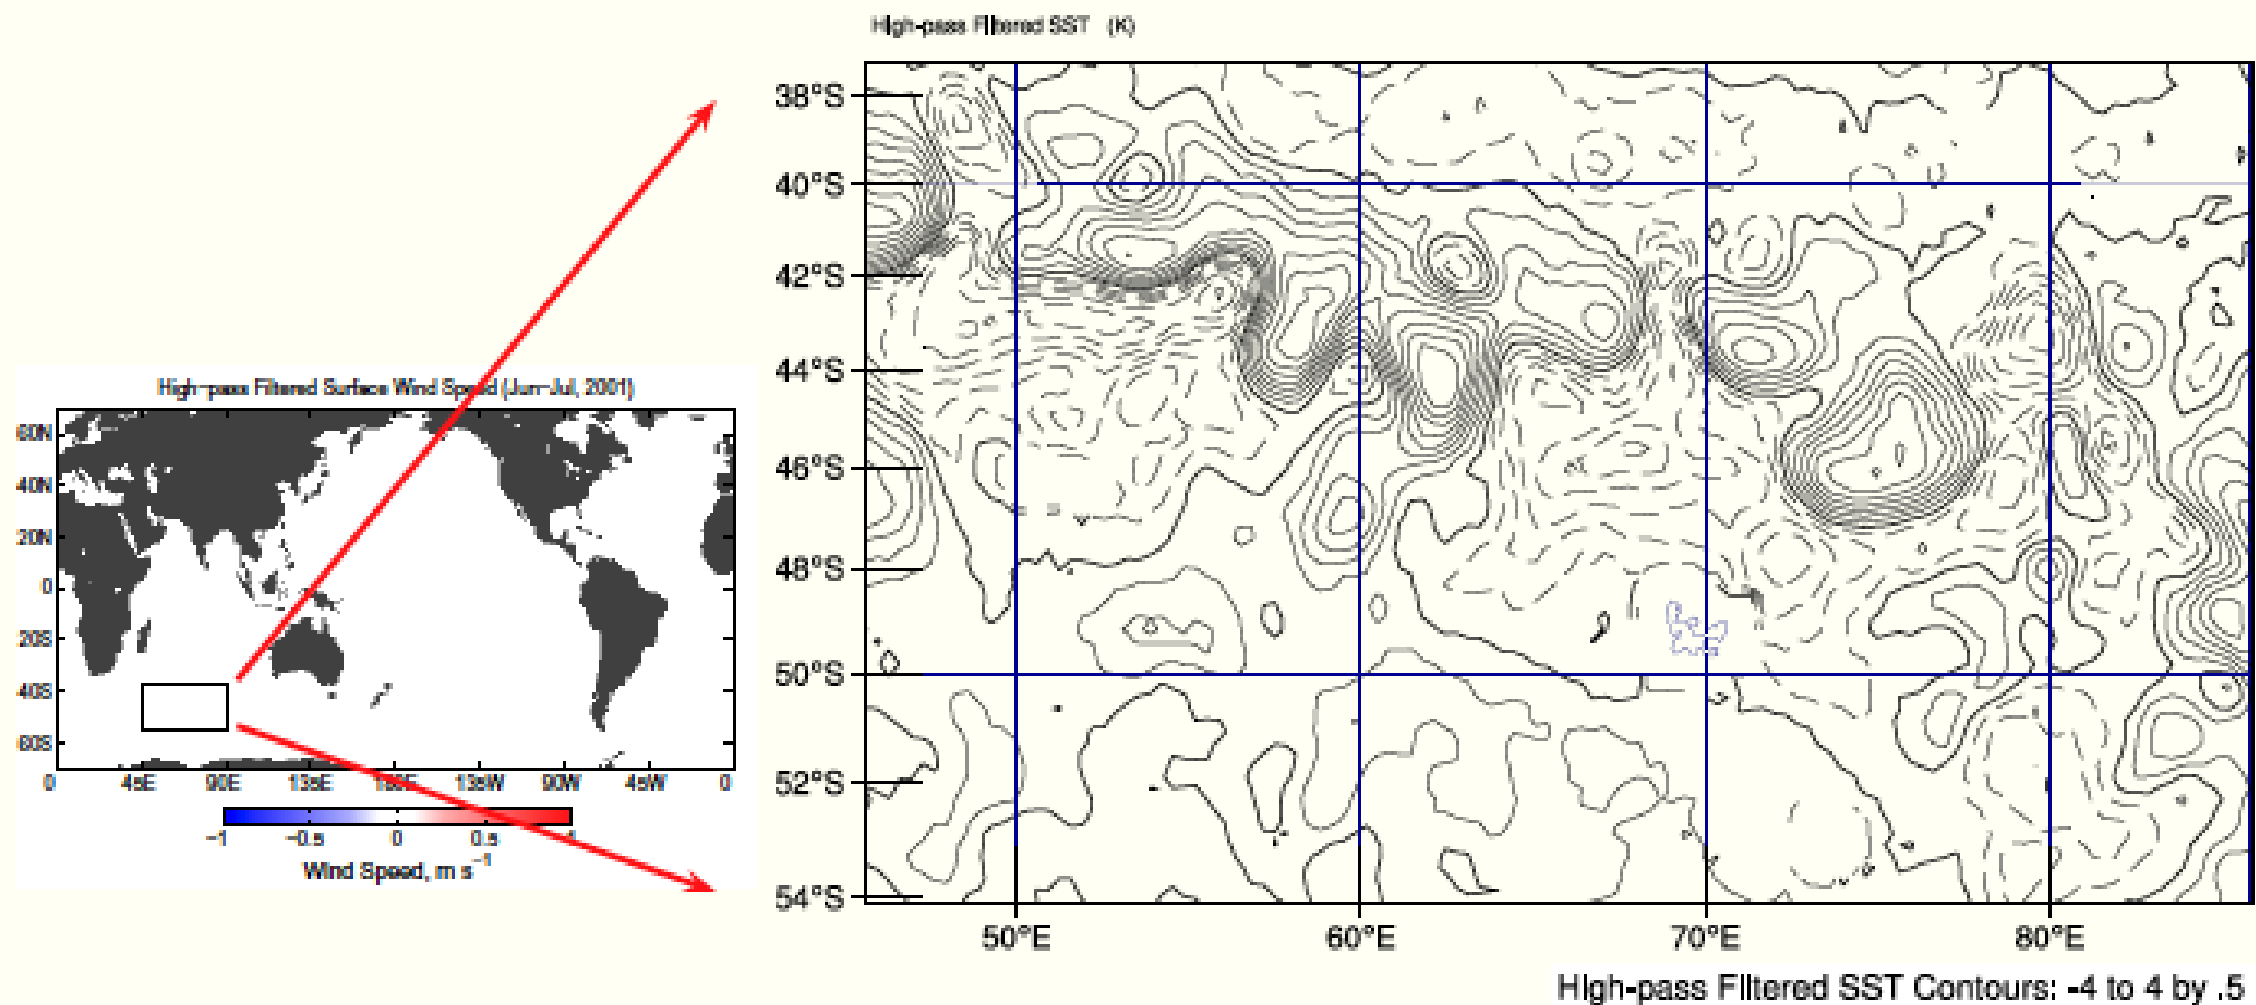 High-pass Filtered SST (K)
38°S
40°S
42°S
44°S
46°S
48°S
50°S
52°S
54°S
50°E 60°E 70°E 80°E
High-pass Filtered SST Contours: -4 to 4 by .5
High-pass Filtered Surface Wind Speed (Jun-Jul, 2001)
60N
40N
20N
0
20S
40S
60S
0 45E 90E 135E 180E 135W 90W 45W 0
-1 -0.5 0 0.5 1
Wind Speed, m s⁻¹